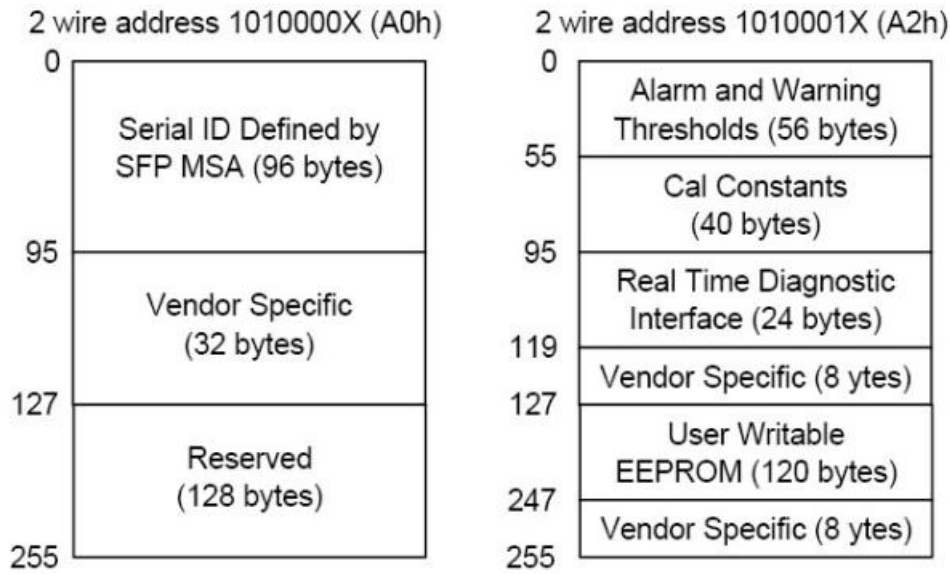 2 wire address 1010000X (A0h)
0
Serial ID Defined by
SFP MSA (96 bytes)
95
Vendor Specific
(32 bytes)
127
Reserved
(128 bytes)
255
2 wire address 1010001X (A2h)
0
Alarm and Warning
Thresholds (56 bytes)
55
Cal Constants
(40 bytes)
95
Real Time Diagnostic
Interface (24 bytes)
119
Vendor Specific (8 ytes)
127
User Writable
EEPROM (120 bytes)
247
Vendor Specific (8 ytes)
255